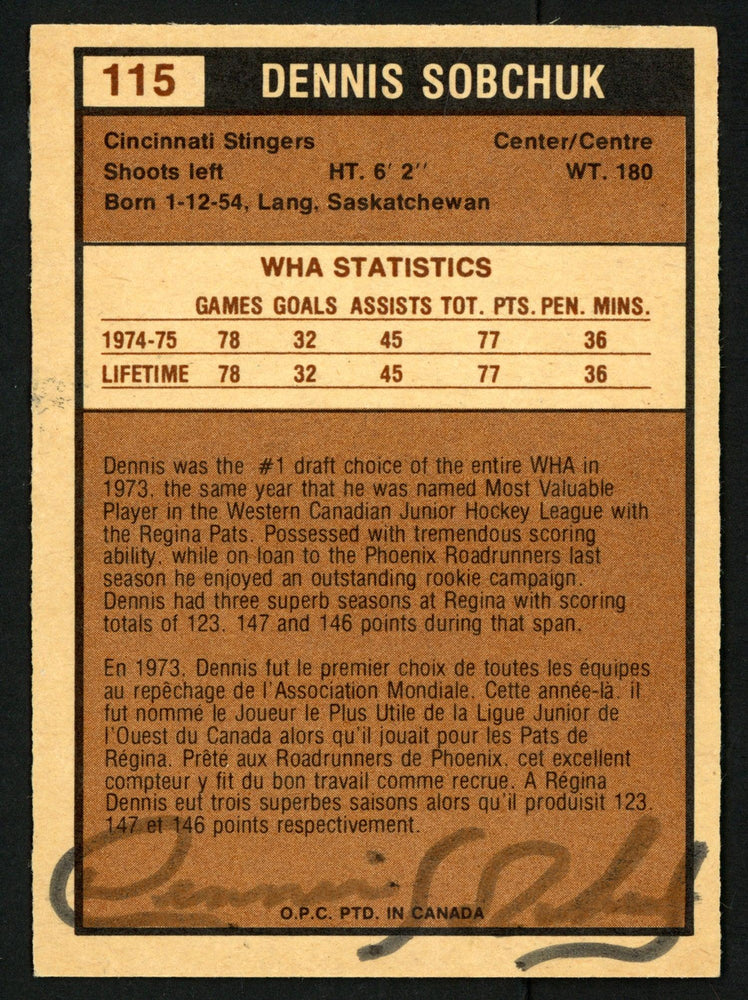 115 DENNIS SOBCHUK
Cincinnati Stingers Center/Centre
Shoots left HT. 6' 2'' WT. 180
Born 1-12-54, Lang, Saskatchewan
WHA STATISTICS
GAMES GOALS ASSISTS TOT. PTS. PEN. MINS.
1974-75 78 32 45 77 36
LIFETIME 78 32 45 77 36
Dennis was the #1 draft choice of the entire WHA in
1973, the same year that he was named Most Valuable
Player in the Western Canadian Junior Hockey League with
the Regina Pats. Possessed with tremendous scoring
ability, while on loan to the Phoenix Roadrunners last
season he enjoyed an outstanding rookie campaign.
Dennis had three superb seasons at Regina with scoring
totals of 123, 147 and 146 points during that span.
En 1973, Dennis fut le premier choix de toutes les équipes
au repêchage de l'Association Mondiale. Cette année-là, il
fut nommé le Joueur le Plus Utile de la Ligue Junior de
l'Ouest du Canada alors qu'il jouait pour les Pats de
Régina. Prêté aux Roadrunners de Phoenix, cet excellent
compteur y fit du bon travail comme recrue. A Régina
Dennis eut trois superbes saisons alors qu'il produisit 123,
147 et 146 points respectivement.
Dennis Sobchuk
O.P.C. PTD. IN CANADA